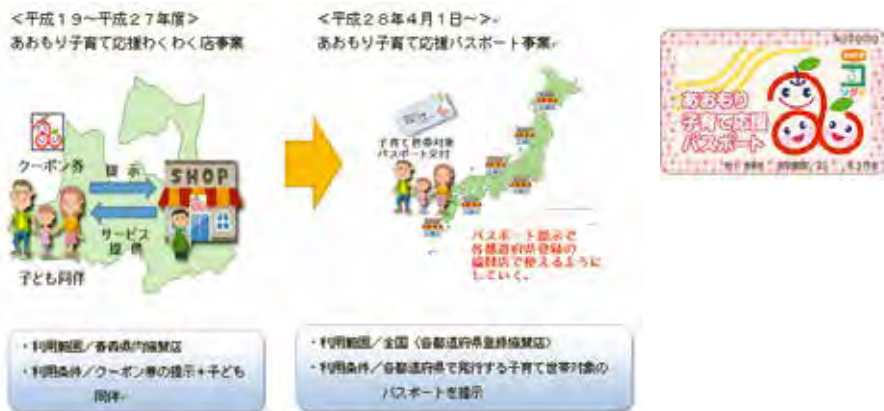 <平成19~平成27年度>
あおもり子育て応援わくわく店事業
クーポン券
提示
SHOP
サービス
提供
子ども同伴
・利用範囲/青森県内協賛店
・利用条件/クーポン券の提示+子ども
同伴
<平成28年4月1日~>
あおもり子育て応援パスポート事業
子育て世帯対象
パスポート交付
パスポート提示で
各都道府県登録の
協賛店で使えるように
していく。
・利用範囲/全国(各都道府県登録協賛店)
・利用条件/各都道府県で発行する子育て世帯対象の
パスポートを提示
あおもり
子育て応援
パスポート